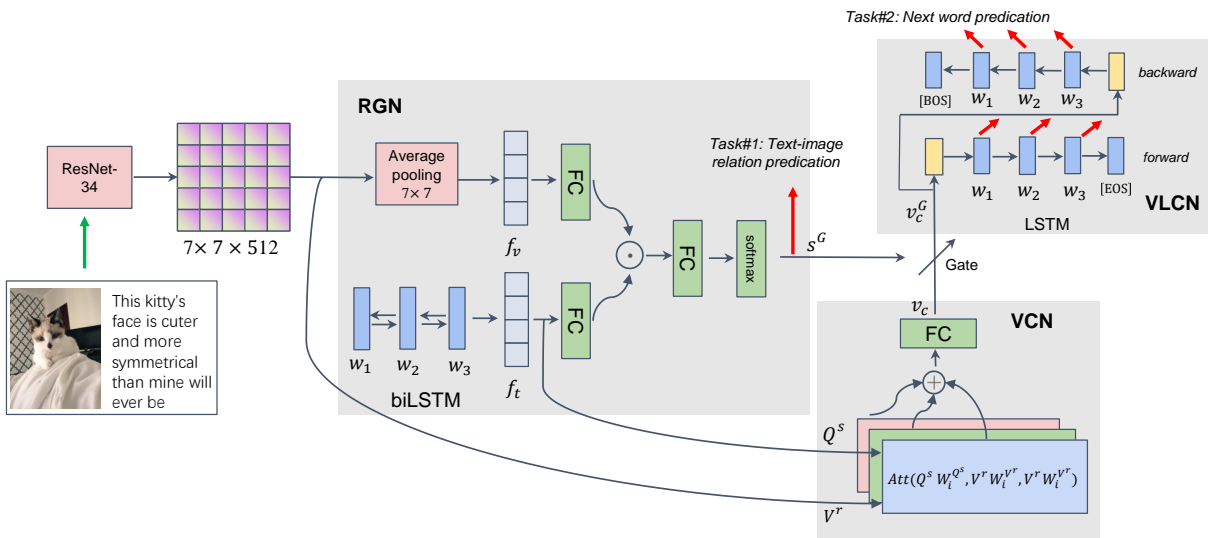 Task#2: Next word predication
backward
[BOS]
w₁
w₂
w₃
forward
w₁
w₂
w₃
[EOS]
LSTM
VLCN
RGN
Task#1: Text-image
relation predication
ResNet-
34
7× 7 × 512
Average
pooling
7× 7
f_v
FC
FC
softmax
s^G
v_c^G
Gate
This kitty's
face is cuter
and more
symmetrical
than mine will
ever be
w₁
w₂
w₃
biLSTM
f_t
FC
v_c
VCN
FC
Q^s
Att(Q^s W_i^{Q^s}, V^r W_i^{V^r}, V^r W_i^{V^r})
V^r